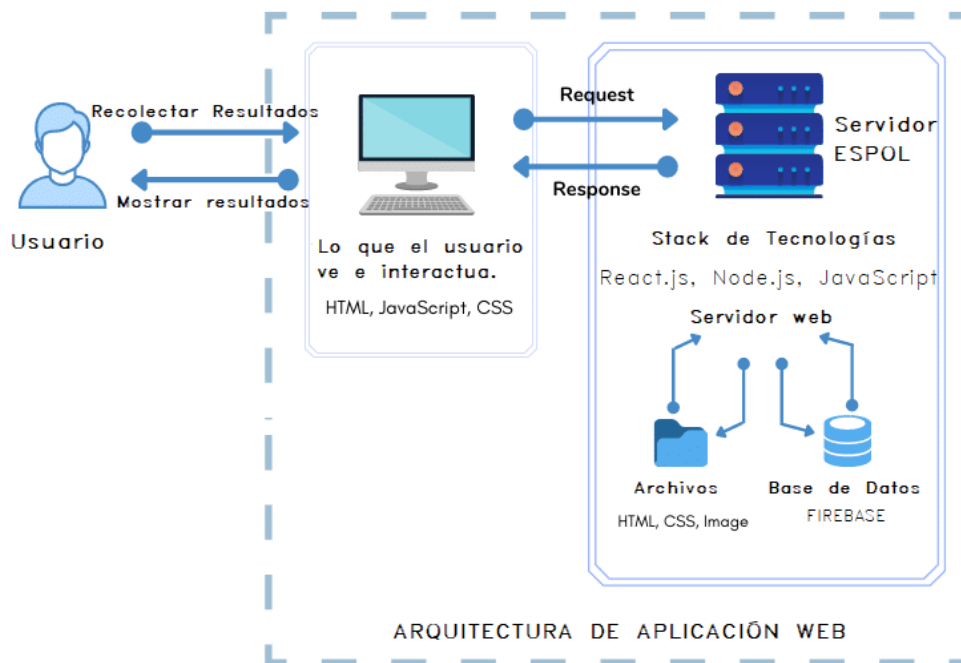 Recolectar Resultados
Mostrar resultados
Usuario
Lo que el usuario
ve e interactua.
HTML, JavaScript, CSS
Request
Response
Servidor
ESPOL
Stack de Tecnologías
React.js, Node.js, JavaScript
Servidor web
Archivos
HTML, CSS, Image
Base de Datos
FIREBASE
ARQUITECTURA DE APLICACIÓN WEB